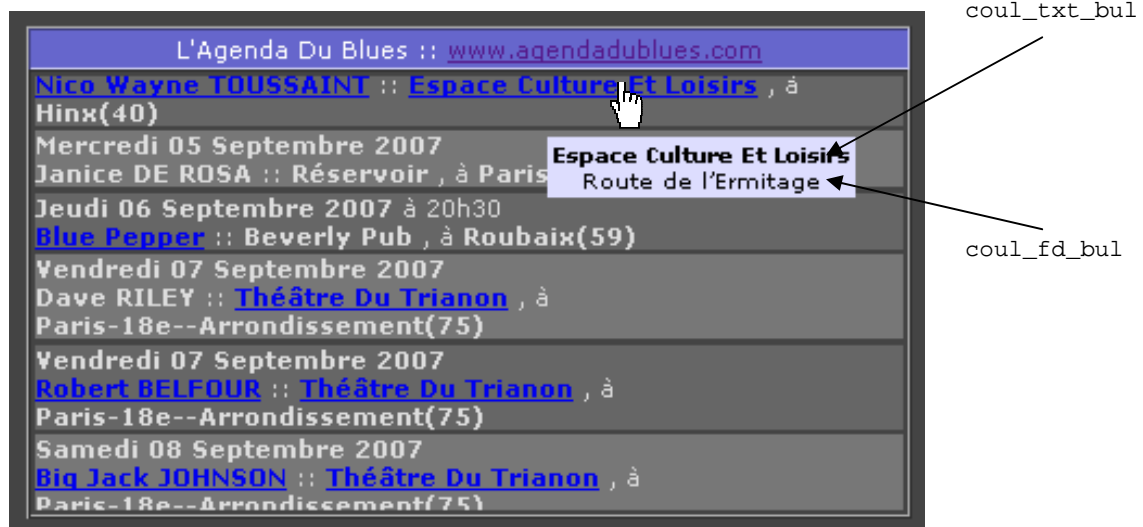 coul_txt_bul
L'Agenda Du Blues :: www.agendadublues.com
Nico Wayne TOUSSAINT :: Espace Culture Et Loisirs , à
Hinx(40)
Mercredi 05 Septembre 2007
Janice DE ROSA :: Réservoir , à Paris
Espace Culture Et Loisirs
Route de l'Ermitage
Jeudi 06 Septembre 2007 à 20h30
Blue Pepper :: Beverly Pub , à Roubaix(59)
coul_fd_bul
Vendredi 07 Septembre 2007
Dave RILEY :: Théâtre Du Trianon , à
Paris-18e--Arrondissement(75)
Vendredi 07 Septembre 2007
Robert BELFOUR :: Théâtre Du Trianon , à
Paris-18e--Arrondissement(75)
Samedi 08 Septembre 2007
Big Jack JOHNSON :: Théâtre Du Trianon , à
Paris-18e--Arrondissement(75)